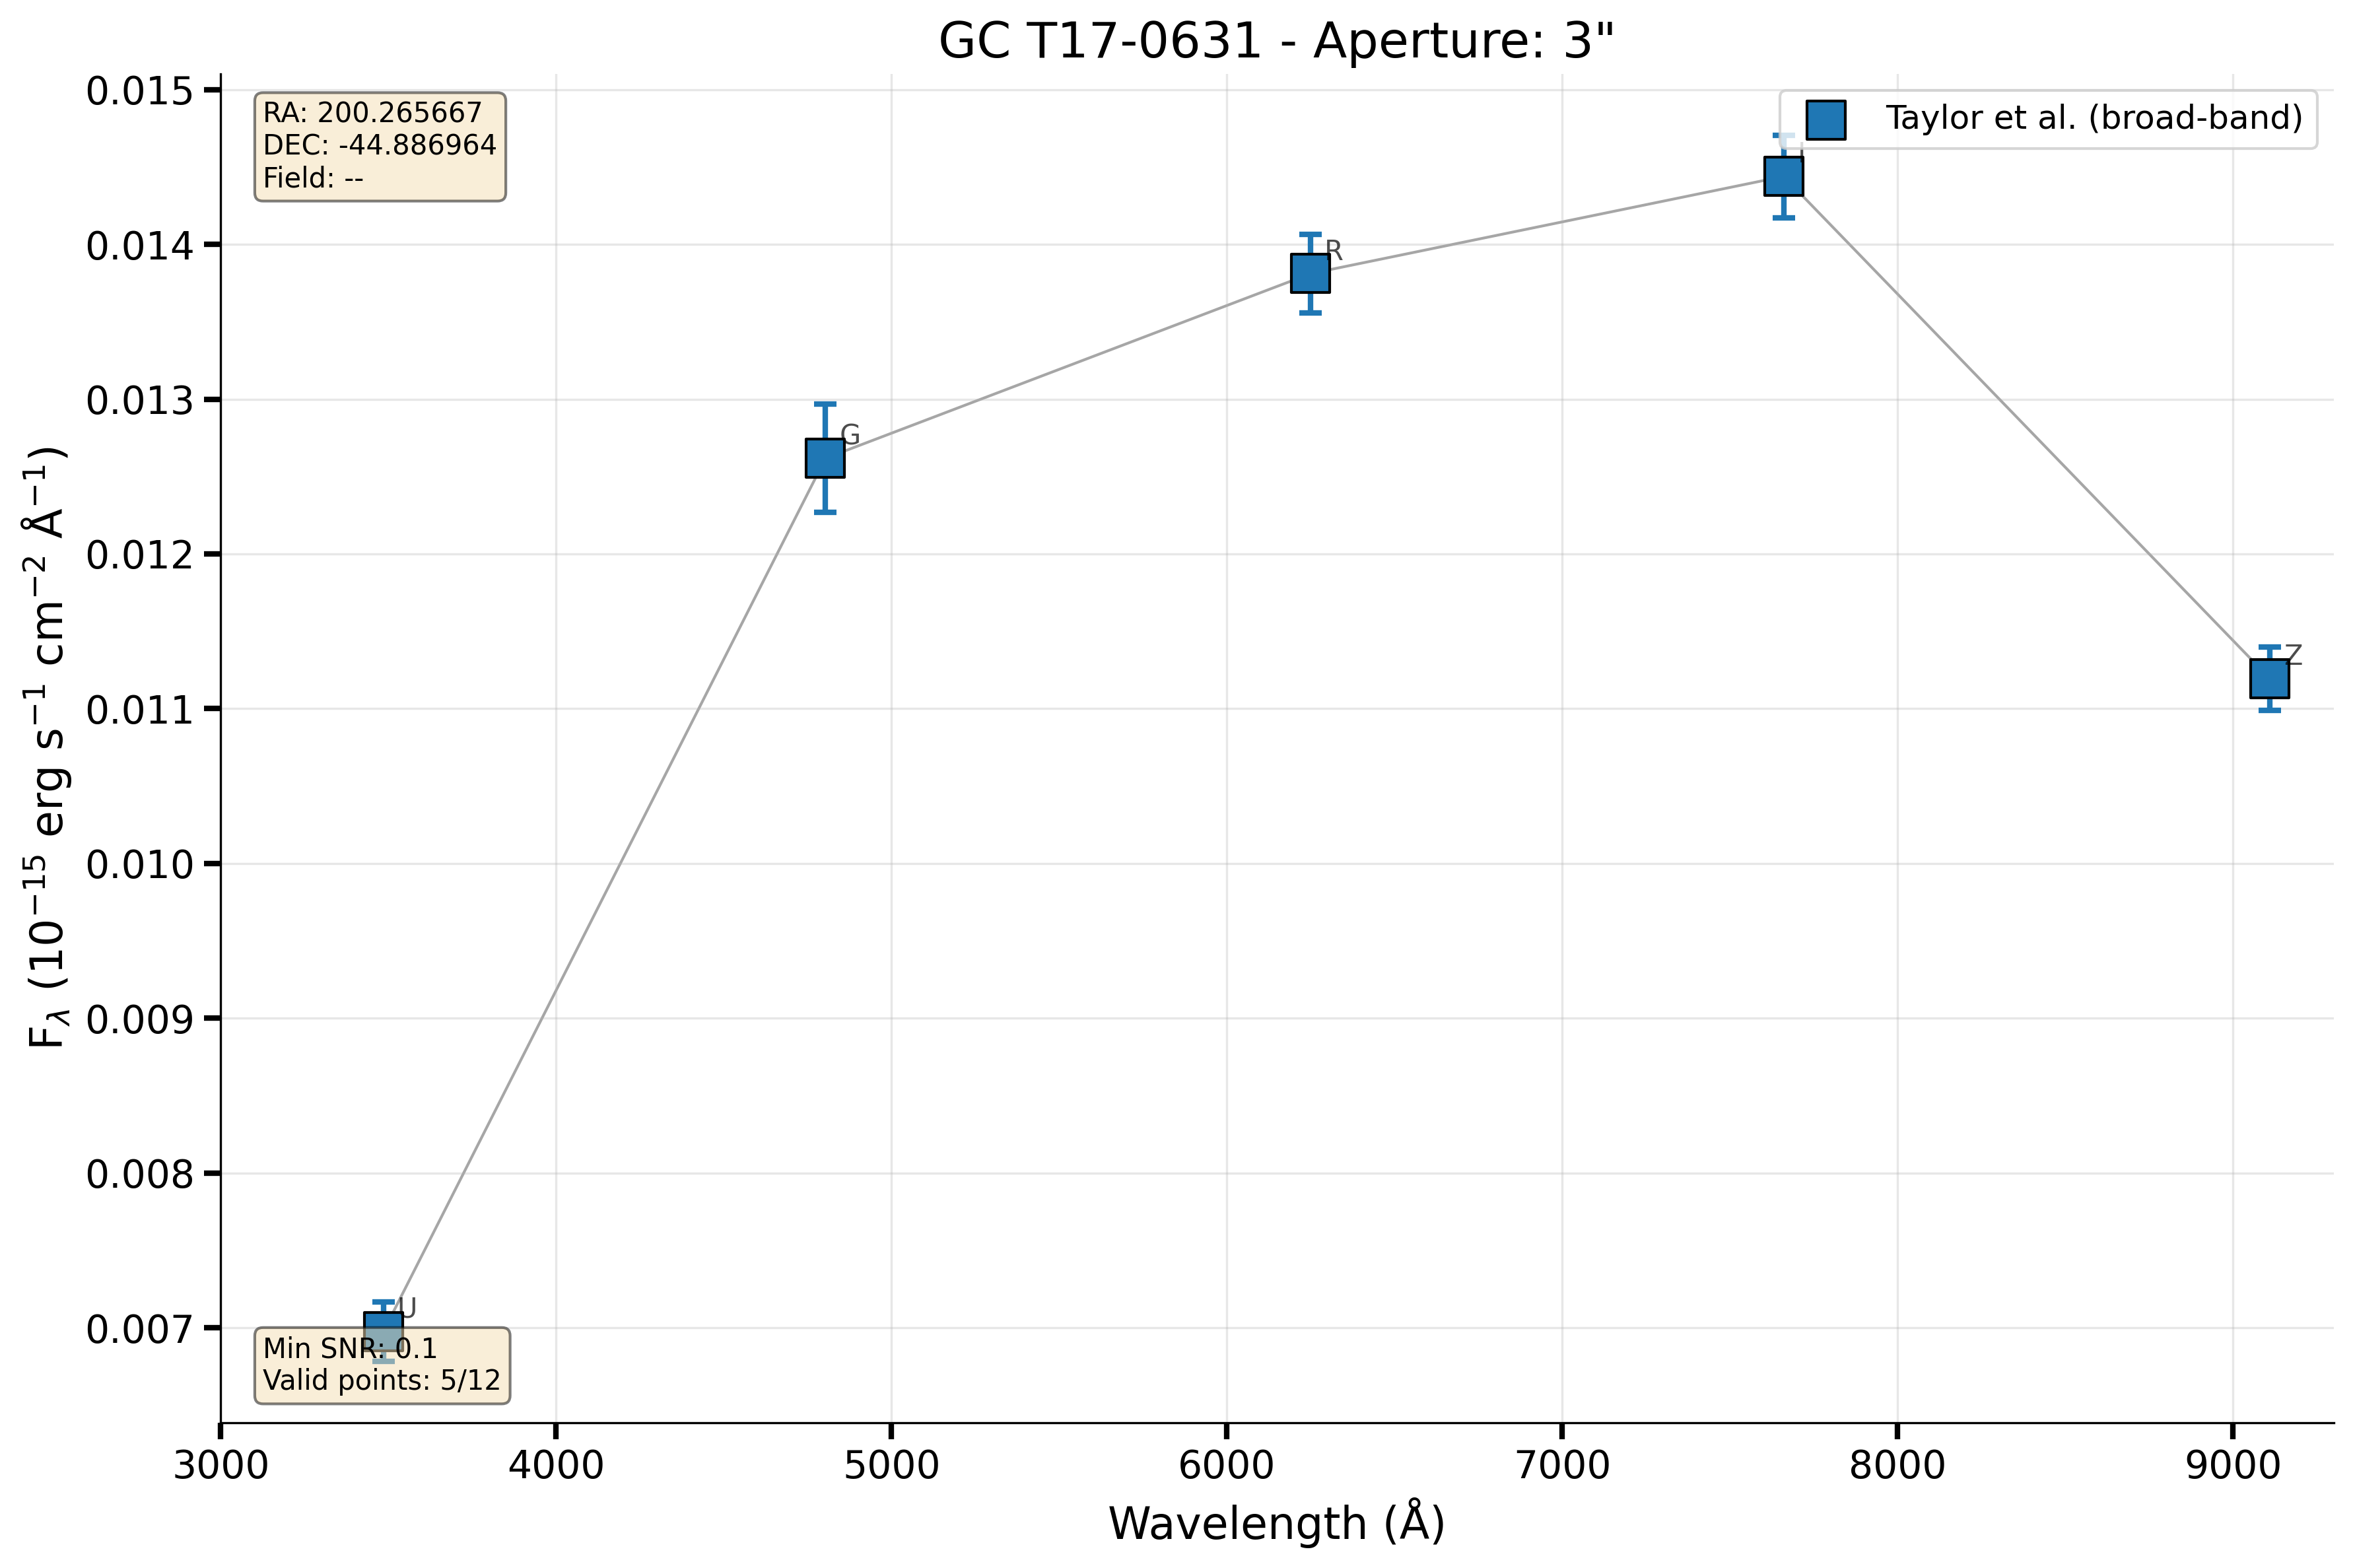 GC T17-0631 - Aperture: 3"
RA: 200.265667
DEC: -44.886964
Field: --
Taylor et al. (broad-band)
0.015
0.014
0.013
0.012
0.011
0.010
0.009
0.008
0.007
F_λ (10⁻¹⁵ erg s⁻¹ cm⁻² Å⁻¹)
U
G
R
I
Z
Min SNR: 0.1
Valid points: 5/12
3000 4000 5000 6000 7000 8000 9000
Wavelength (Å)